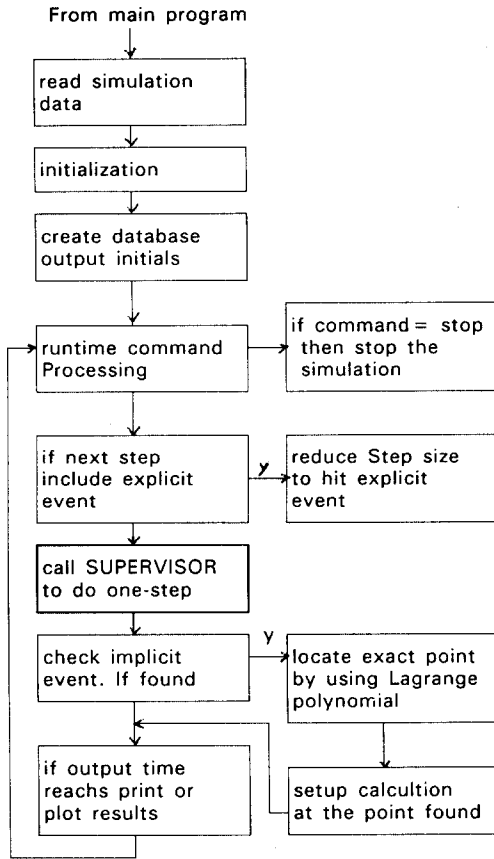 From main program
read simulation
data
initialization
create database
output initials
runtime command
Processing
if command = stop
then stop the
simulation
if next step
include explicit
event
y
reduce Step size
to hit explicit
event
call SUPERVISOR
to do one-step
check implicit
event. If found
y
locate exact point
by using Lagrange
polynomial
setup calcultion
at the point found
if output time
reachs print or
plot results